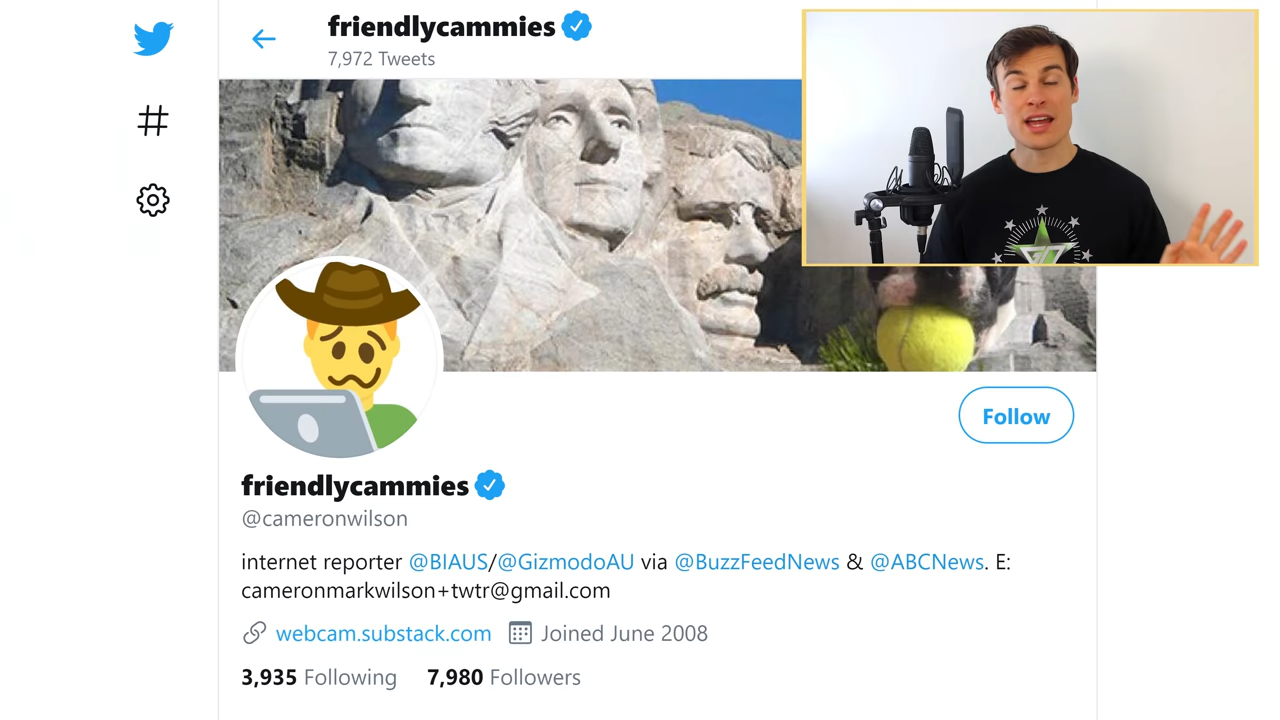 friendlycammies
7,972 Tweets
Follow
friendlycammies
@cameronwilson
internet reporter @BIAUS/@GizmodoAU via @BuzzFeedNews & @ABCNews. E:
cameronmarkwilson+twtr@gmail.com
webcam.substack.com Joined June 2008
3,935 Following 7,980 Followers